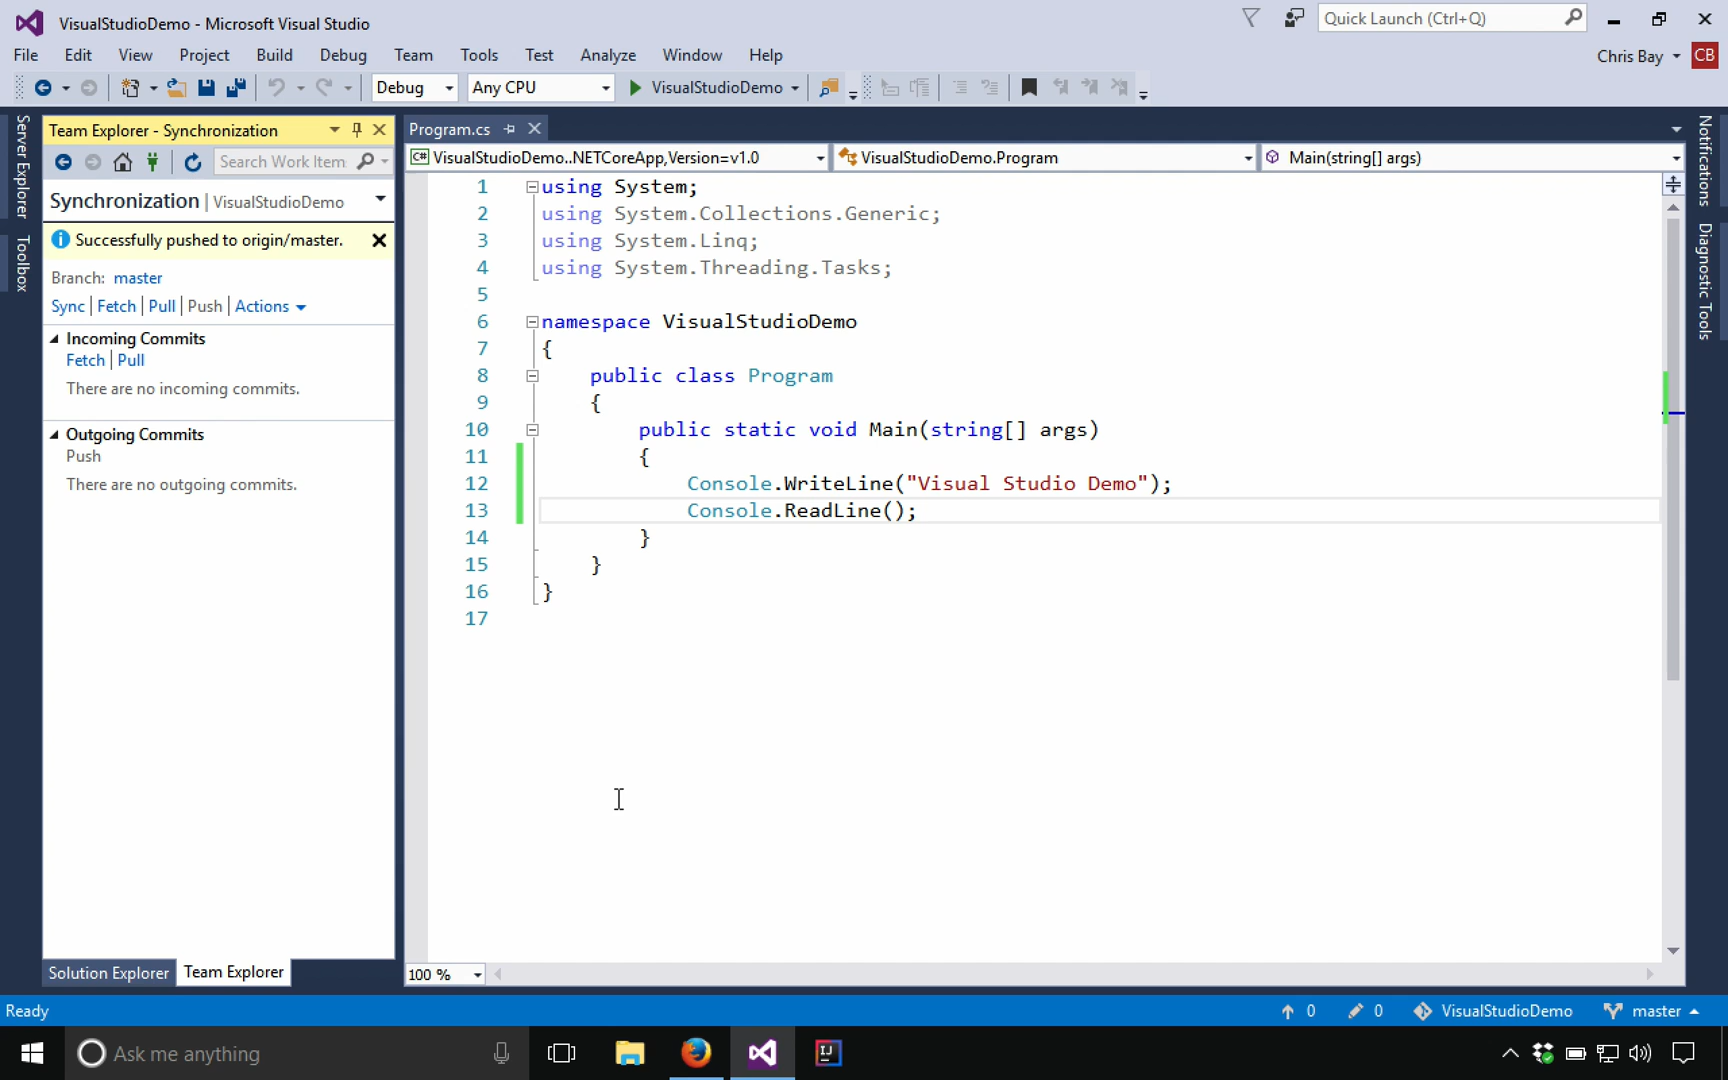 VisualStudioDemo - Microsoft Visual Studio
Quick Launch (Ctrl+Q)
File Edit View Project Build Debug Team Tools Test Analyze Window Help
Chris Bay CB
Debug Any CPU VisualStudioDemo
Server Explorer
Toolbox
Team Explorer - Synchronization
Search Work Item
Synchronization | VisualStudioDemo
Successfully pushed to origin/master.
Branch: master
Sync | Fetch | Pull | Push | Actions
Incoming Commits
Fetch | Pull
There are no incoming commits.
Outgoing Commits
Push
There are no outgoing commits.
Solution Explorer Team Explorer
Program.cs
C# VisualStudioDemo..NETCoreApp,Version=v1.0 VisualStudioDemo.Program Main(string[] args)
1 using System;
2 using System.Collections.Generic;
3 using System.Linq;
4 using System.Threading.Tasks;
5
6 namespace VisualStudioDemo
7 {
8 public class Program
9 {
10 public static void Main(string[] args)
11 {
12 Console.WriteLine("Visual Studio Demo");
13 Console.ReadLine();
14 }
15 }
16 }
17
100 %
Notifications
Diagnostic Tools
Ready 0 0 VisualStudioDemo master
Ask me anything
IJ